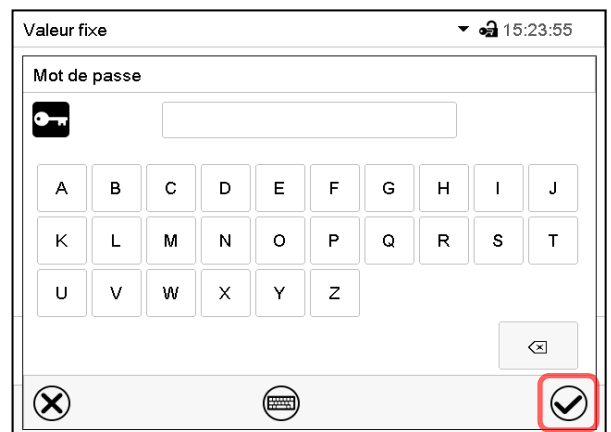 Valeur fixe 15:23:55
Mot de passe
A B C D E F G H I J
K L M N O P Q R S T
U V W X Y Z